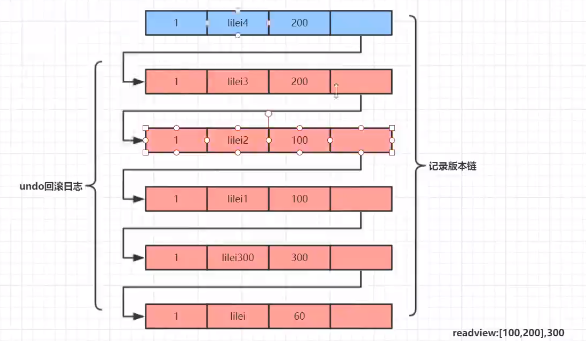 1 lilei4 200
1 lilei3 200
1 lilei2 100
undo回滚日志
记录版本链
1 lilei1 100
1 lilei300 300
1 lilei 60
readview:[100,200],300